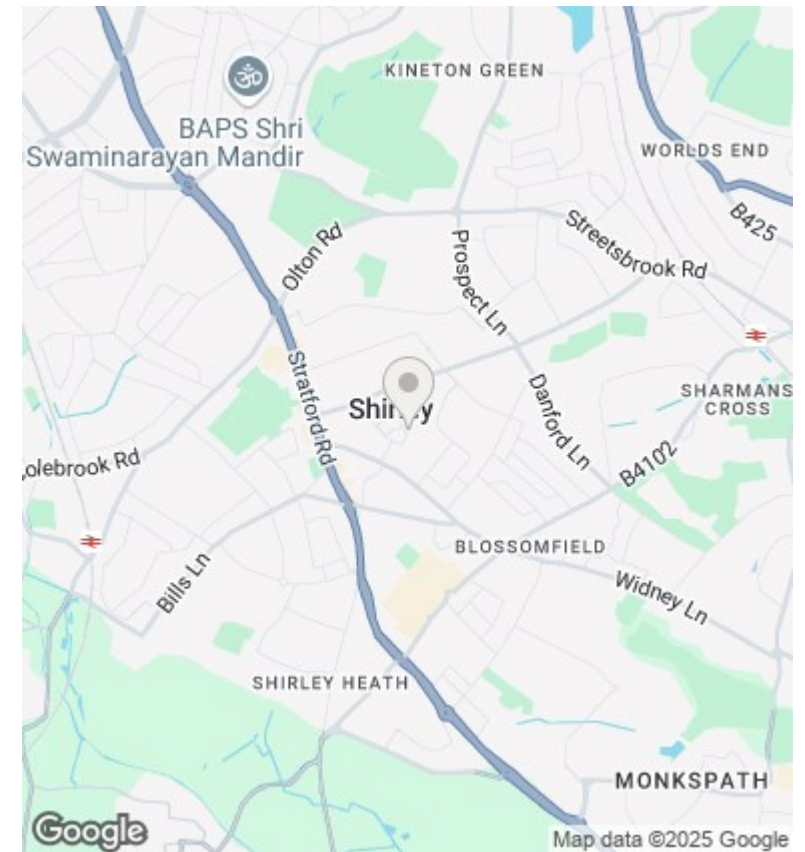 KINETON GREEN
BAPS Shri
Swaminarayan Mandir
WORLDS END
B425
Olton Rd
Streetsbrook Rd
Prospect Ln
Stratford Rd
Shirley
Danford Ln
SHARMANS
CROSS
B4102
olebrook Rd
BLOSSOMFIELD
Bills Ln
Widney Ln
SHIRLEY HEATH
MONKSPATH
Google
Map data ©2025 Google